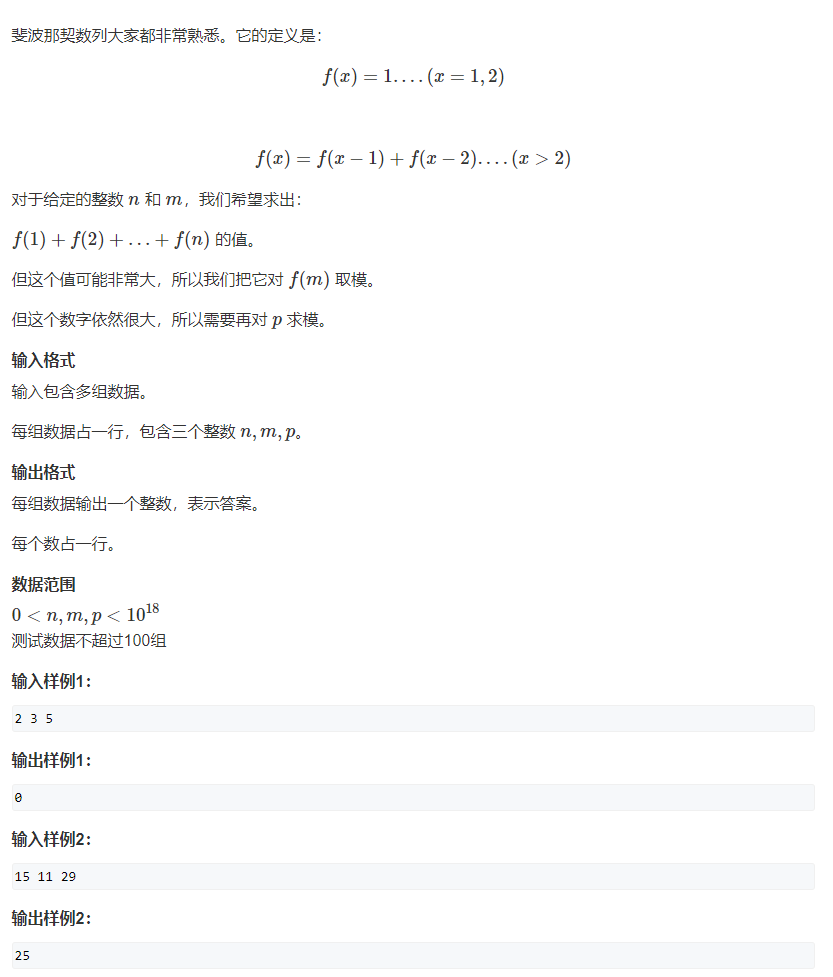 斐波那契数列大家都非常熟悉。它的定义是：
f(x) = 1. . . . (x = 1, 2)
f(x) = f(x − 1) + f(x − 2). . . . (x > 2)
对于给定的整数 n 和 m，我们希望求出：
f(1) + f(2) + . . . + f(n) 的值。
但这个值可能非常大，所以我们把它对 f(m) 取模。
但这个数字依然很大，所以需要再对 p 求模。
输入格式
输入包含多组数据。
每组数据占一行，包含三个整数 n, m, p。
输出格式
每组数据输出一个整数，表示答案。
每个数占一行。
数据范围
0 < n, m, p < 10^18
测试数据不超过100组
输入样例1：
2 3 5
输出样例1：
0
输入样例2：
15 11 29
输出样例2：
25